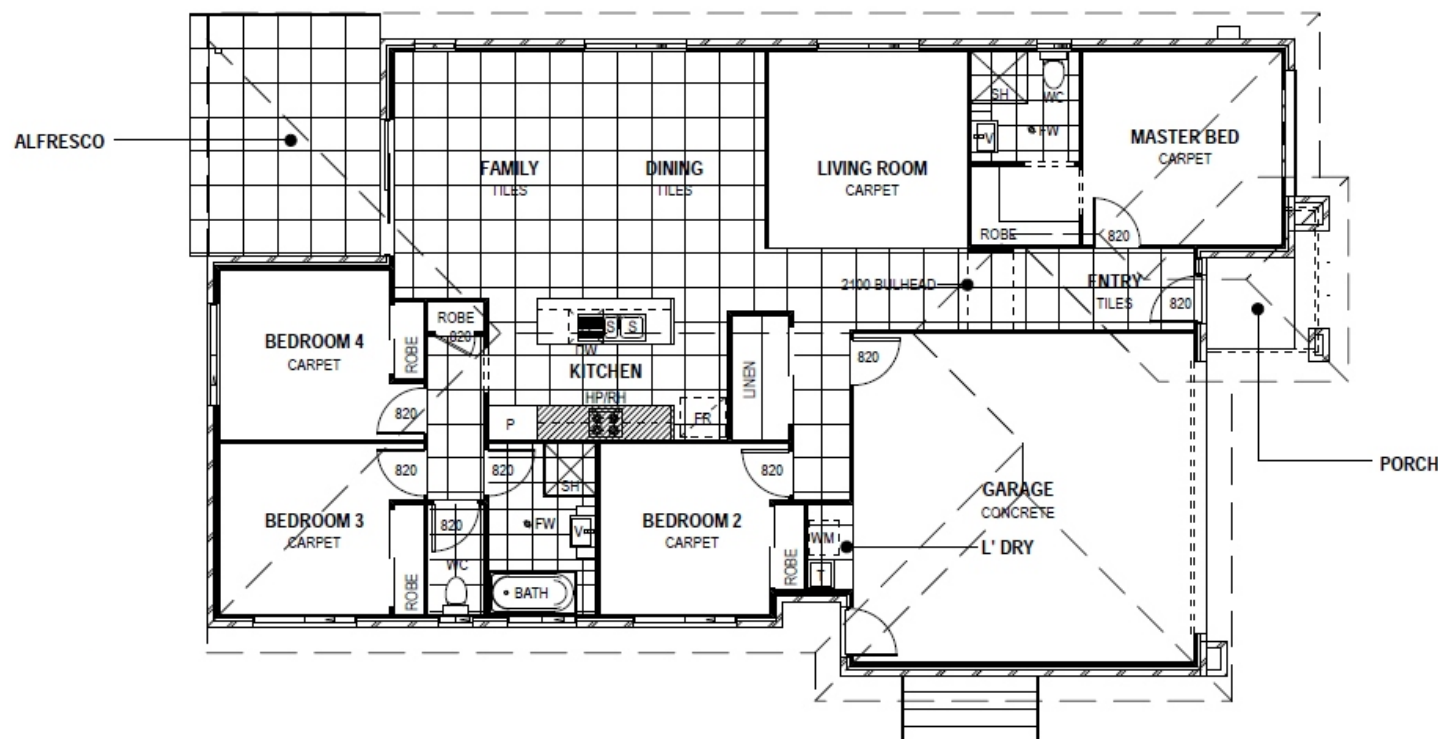 ALFRESCO
FAMILY
TILES
DINING
TILES
LIVING ROOM
CARPET
SH
WC
V
FW
MASTER BED
CARPET
ROBE
820
2100 BULHEAD
ENTRY
TILES
820
PORCH
BEDROOM 4
CARPET
ROBE
ROBE
820
820
S
S
DW
KITCHEN
HP/RH
P
FR
LINEN
820
GARAGE
CONCRETE
BEDROOM 3
CARPET
820
ROBE
820
WC
820
SH
FW
V
BATH
BEDROOM 2
CARPET
820
ROBE
WM
T
L' DRY